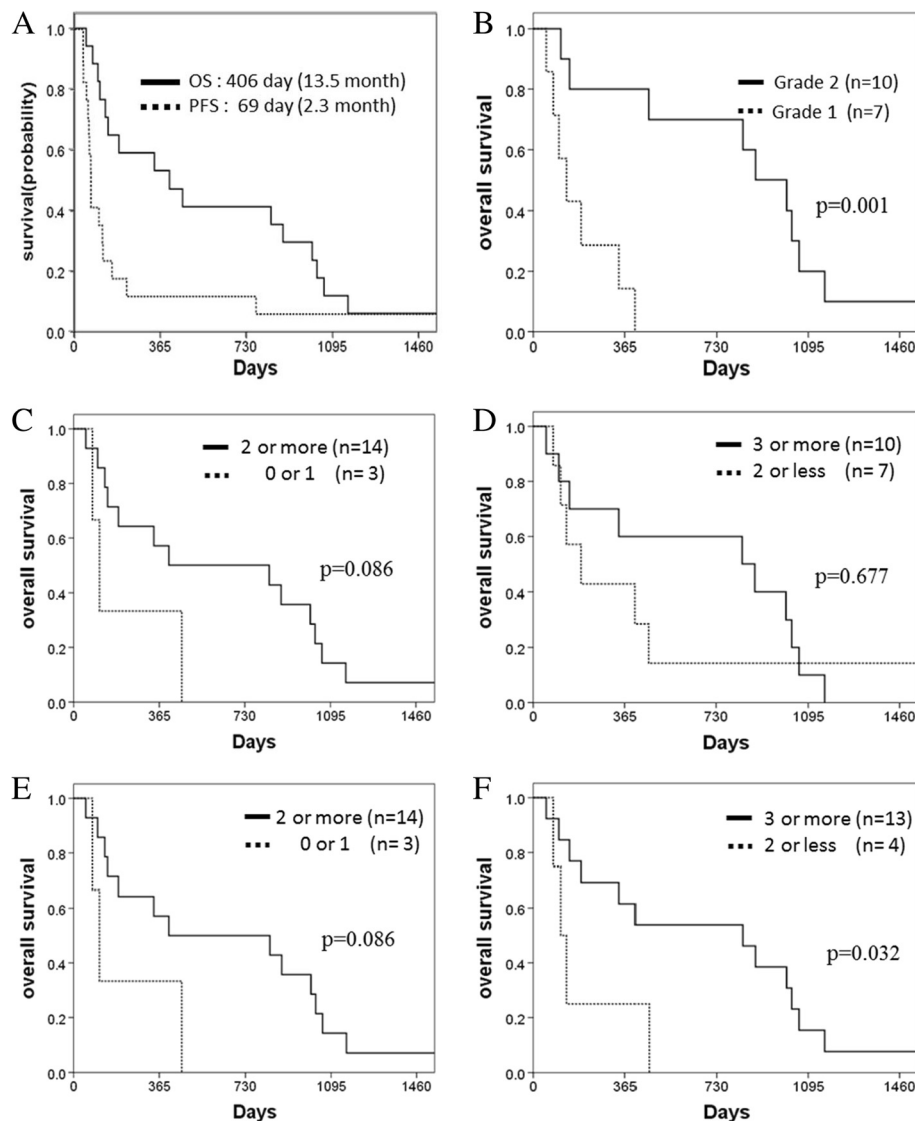 A
survival(probability)
1.0
0.8
0.6
0.4
0.2
0.0
OS : 406 day (13.5 month)
PFS : 69 day (2.3 month)
0 365 730 1095 1460
Days
B
overall survival
1.0
0.8
0.6
0.4
0.2
0.0
Grade 2 (n=10)
Grade 1 (n=7)
p=0.001
0 365 730 1095 1460
Days
C
overall survival
1.0
0.8
0.6
0.4
0.2
0.0
2 or more (n=14)
0 or 1 (n= 3)
p=0.086
0 365 730 1095 1460
Days
D
overall survival
1.0
0.8
0.6
0.4
0.2
0.0
3 or more (n=10)
2 or less (n= 7)
p=0.677
0 365 730 1095 1460
Days
E
overall survival
1.0
0.8
0.6
0.4
0.2
0.0
2 or more (n=14)
0 or 1 (n= 3)
p=0.086
0 365 730 1095 1460
Days
F
overall survival
1.0
0.8
0.6
0.4
0.2
0.0
3 or more (n=13)
2 or less (n= 4)
p=0.032
0 365 730 1095 1460
Days